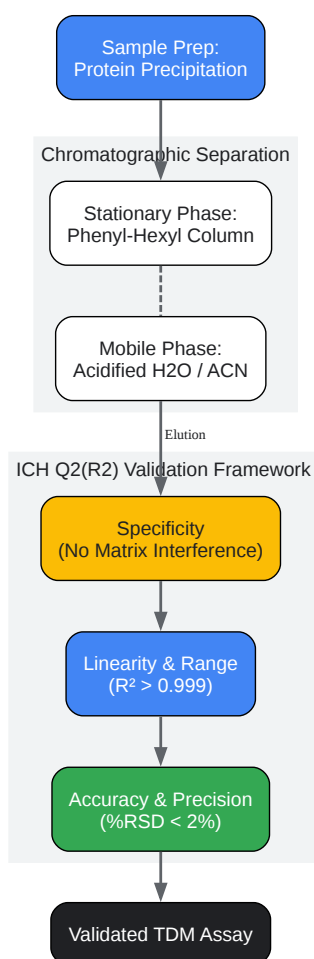 Sample Prep:
Protein Precipitation
Chromatographic Separation
Stationary Phase:
Phenyl-Hexyl Column
Mobile Phase:
Acidified H2O / ACN
Elution
ICH Q2(R2) Validation Framework
Specificity
(No Matrix Interference)
Linearity & Range
(R² > 0.999)
Accuracy & Precision
(%RSD < 2%)
Validated TDM Assay